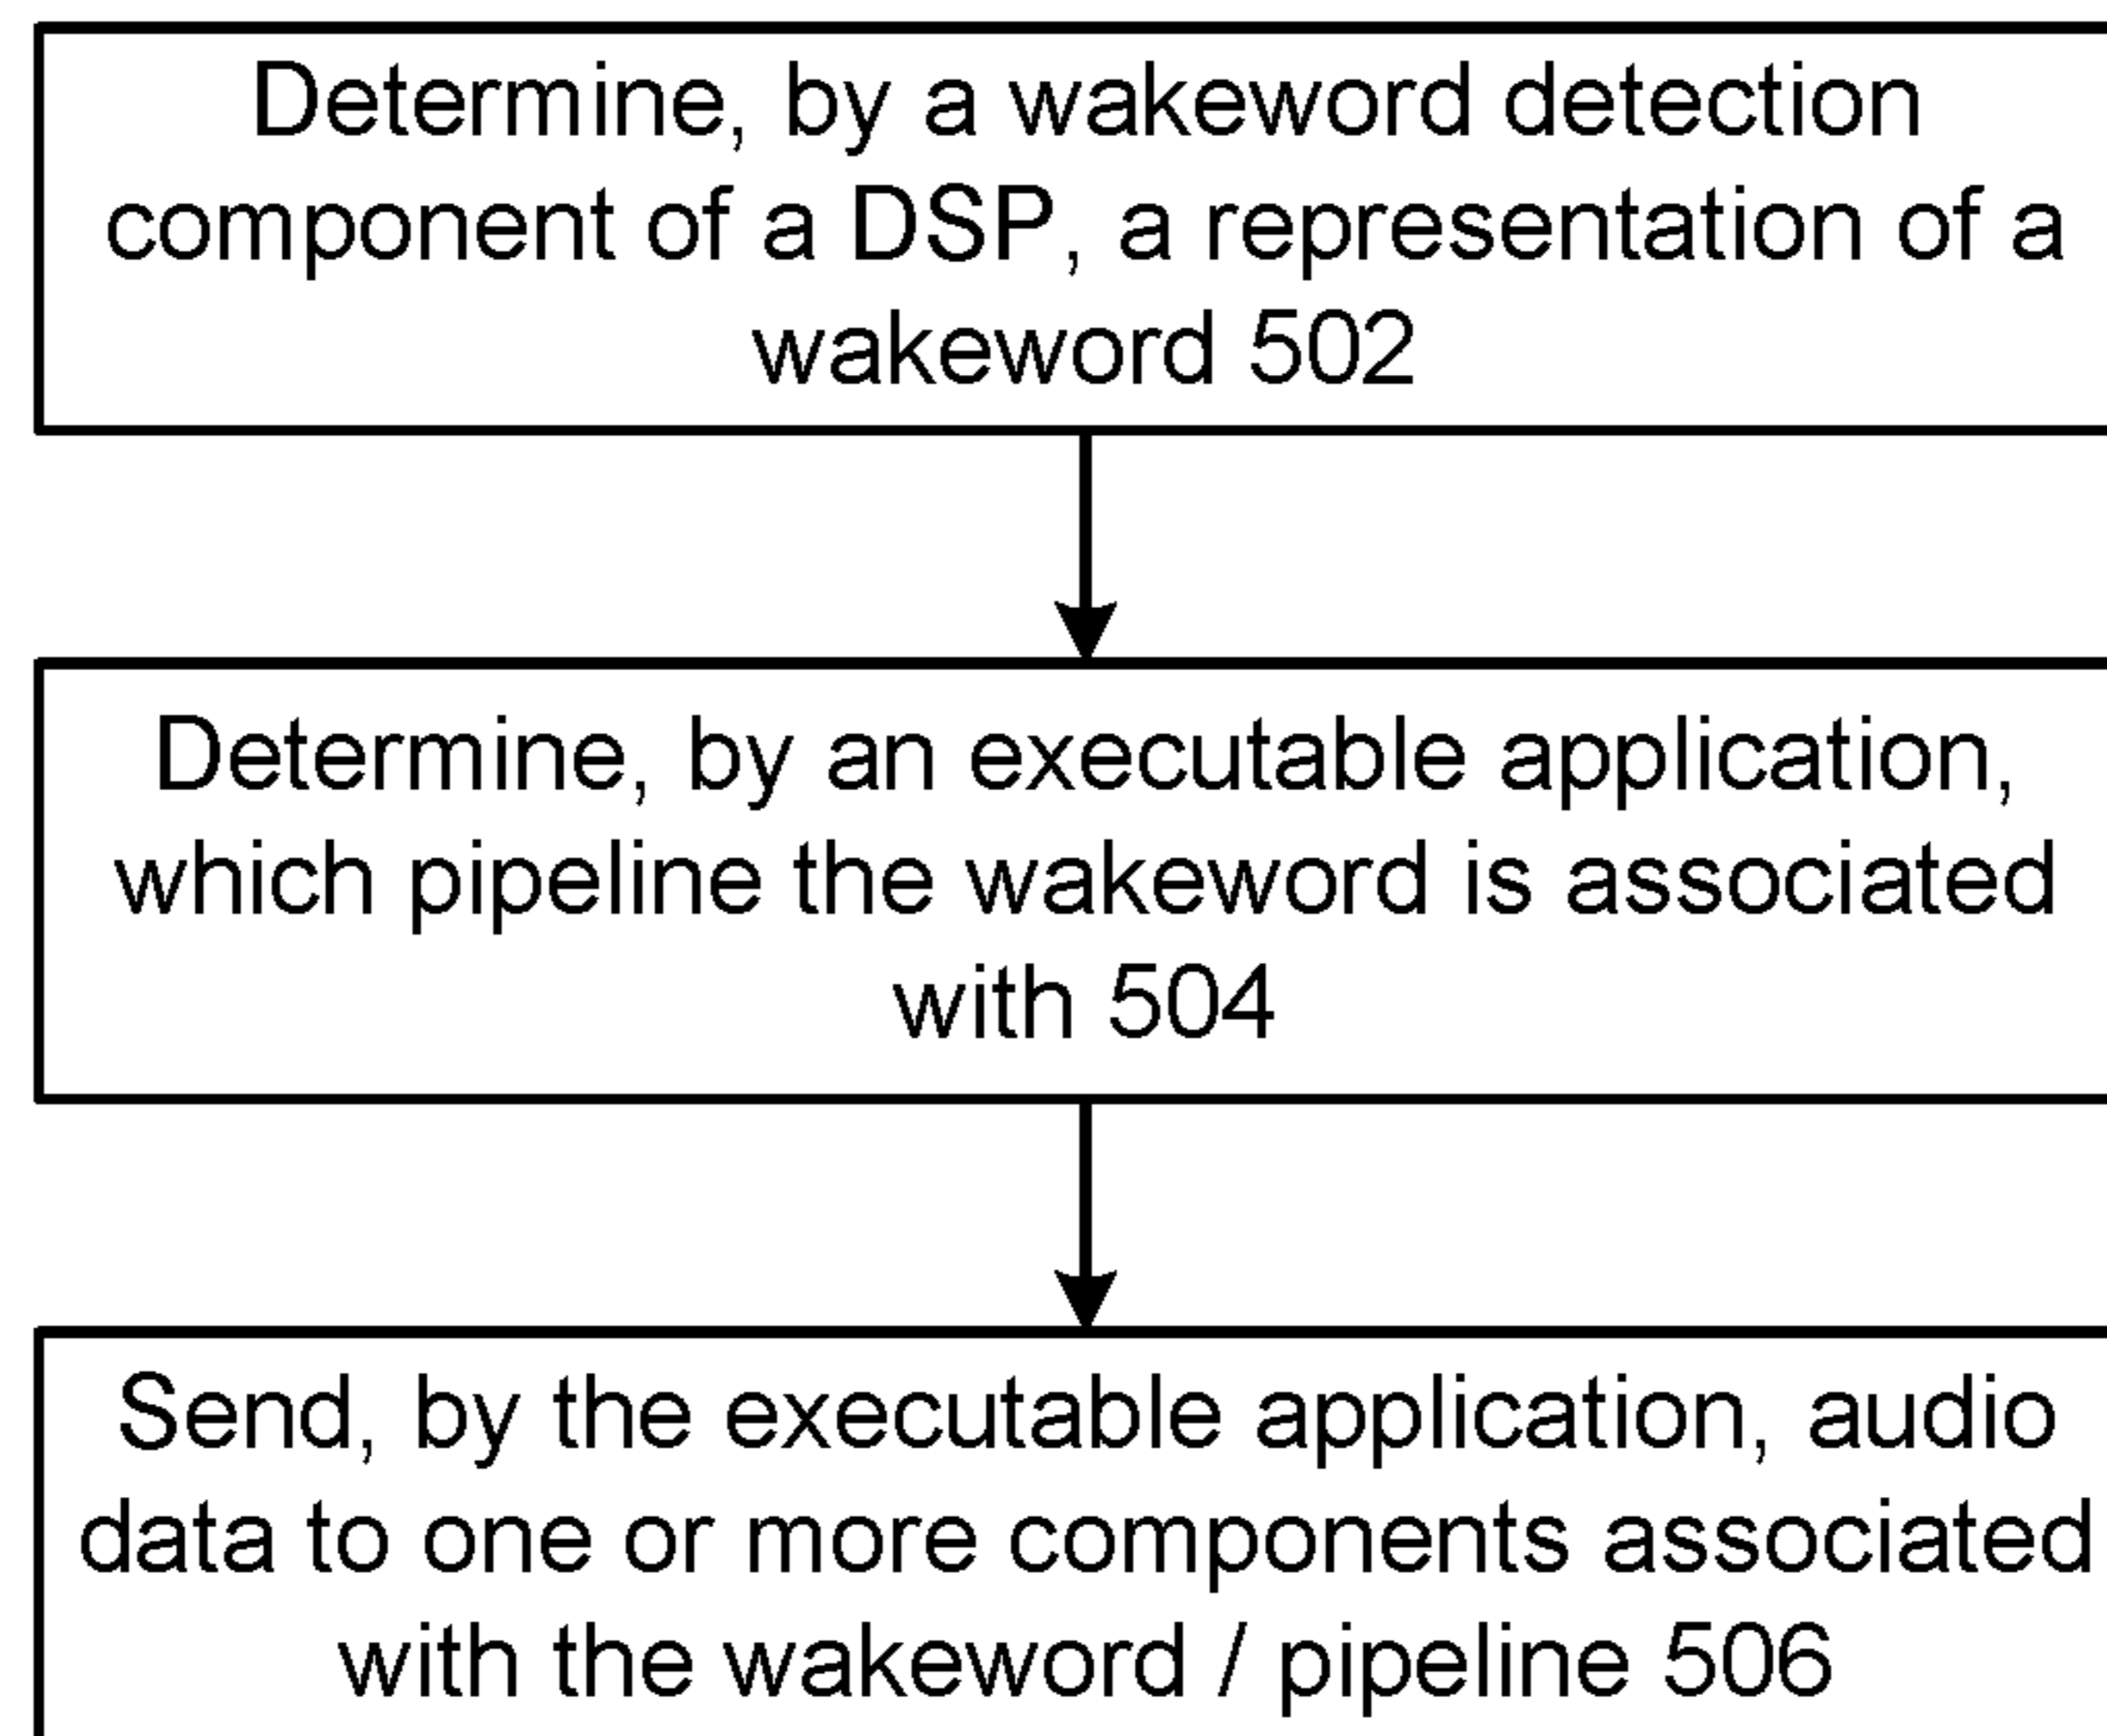 Determine, by a wakeword detection
component of a DSP, a representation of a
wakeword 502
Determine, by an executable application,
which pipeline the wakeword is associated
with 504
Send, by the executable application, audio
data to one or more components associated
with the wakeword / pipeline 506